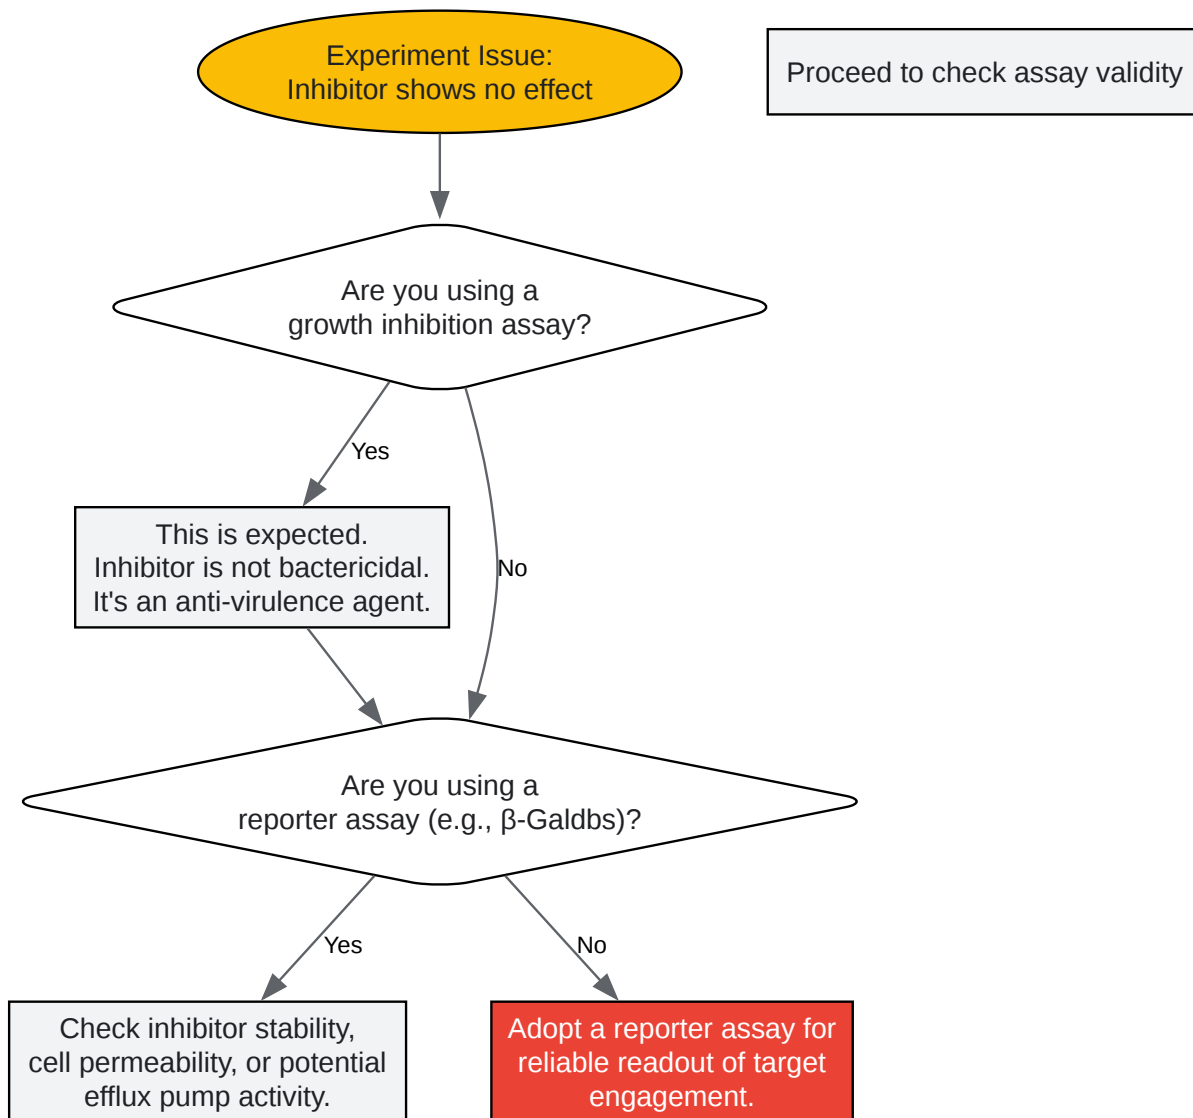 Experiment Issue:
Inhibitor shows no effect
Proceed to check assay validity
Are you using a
growth inhibition assay?
Yes
This is expected.
Inhibitor is not bactericidal.
It's an anti-virulence agent.
No
Are you using a
reporter assay (e.g., β-Galdbs)?
Yes
No
Check inhibitor stability,
cell permeability, or potential
efflux pump activity.
Adopt a reporter assay for
reliable readout of target
engagement.